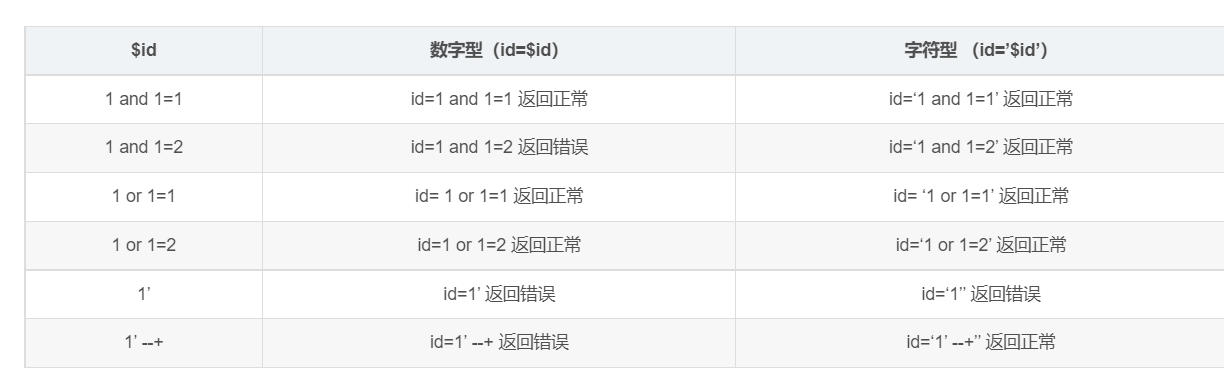 $id 数字型（id=$id） 字符型 （id=’$id’）
1 and 1=1 id=1 and 1=1 返回正常 id=‘1 and 1=1’ 返回正常
1 and 1=2 id=1 and 1=2 返回错误 id=‘1 and 1=2’ 返回正常
1 or 1=1 id= 1 or 1=1 返回正常 id= ‘1 or 1=1’ 返回正常
1 or 1=2 id=1 or 1=2 返回正常 id=‘1 or 1=2’ 返回正常
1’ id=1’ 返回错误 id=‘1’’ 返回错误
1’ --+ id=1’ --+ 返回错误 id=‘1’ --+’’ 返回正常